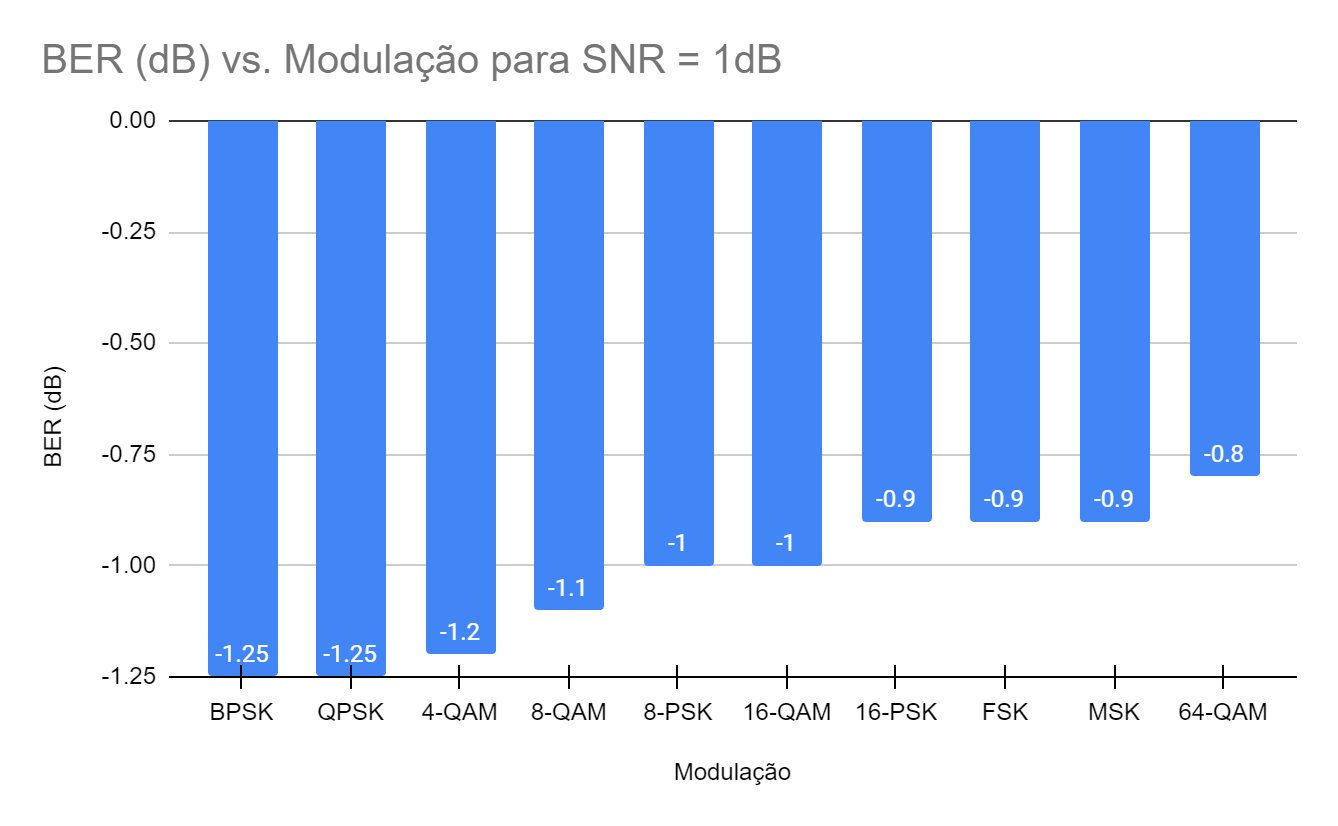 BER (dB) vs. Modulação para SNR = 1dB
0.00
-0.25
-0.50
-0.75
-1.00
-1.25
BER (dB)
-1.25 -1.25 -1.2 -1.1 -1 -1 -0.9 -0.9 -0.9 -0.8
BPSK QPSK 4-QAM 8-QAM 8-PSK 16-QAM 16-PSK FSK MSK 64-QAM
Modulação